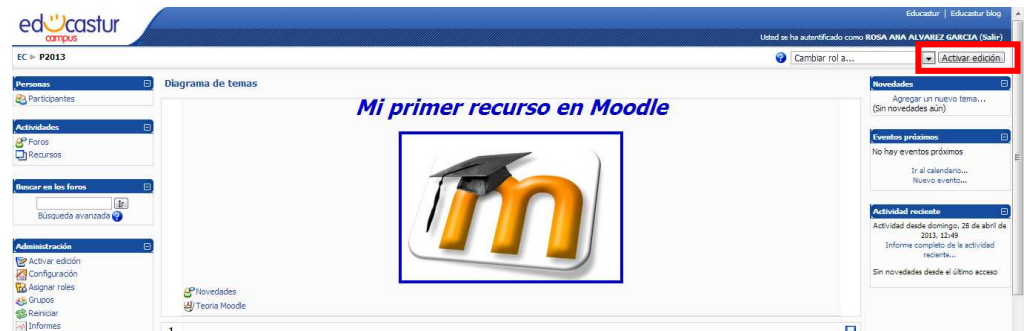 educastur
campus
Educastur | Educastur blog
Usted se ha autentificado como ROSA ANA ALVAREZ GARCIA (Salir)
EC ► P2013
Cambiar rol a...
Activar edición
Personas
Participantes
Actividades
Foros
Recursos
Buscar en los foros
Ir
Búsqueda avanzada
Administración
Activar edición
Configuración
Asignar roles
Grupos
Reiniciar
Informes
Diagrama de temas
Mi primer recurso en Moodle
m
Novedades
Teoria Moodle
1
Novedades
Agregar un nuevo tema...
(Sin novedades aún)
Eventos próximos
No hay eventos próximos
Ir al calendario...
Nuevo evento...
Actividad reciente
Actividad desde domingo, 28 de abril de
2013, 12:49
Informe completo de la actividad
reciente...
Sin novedades desde el último acceso